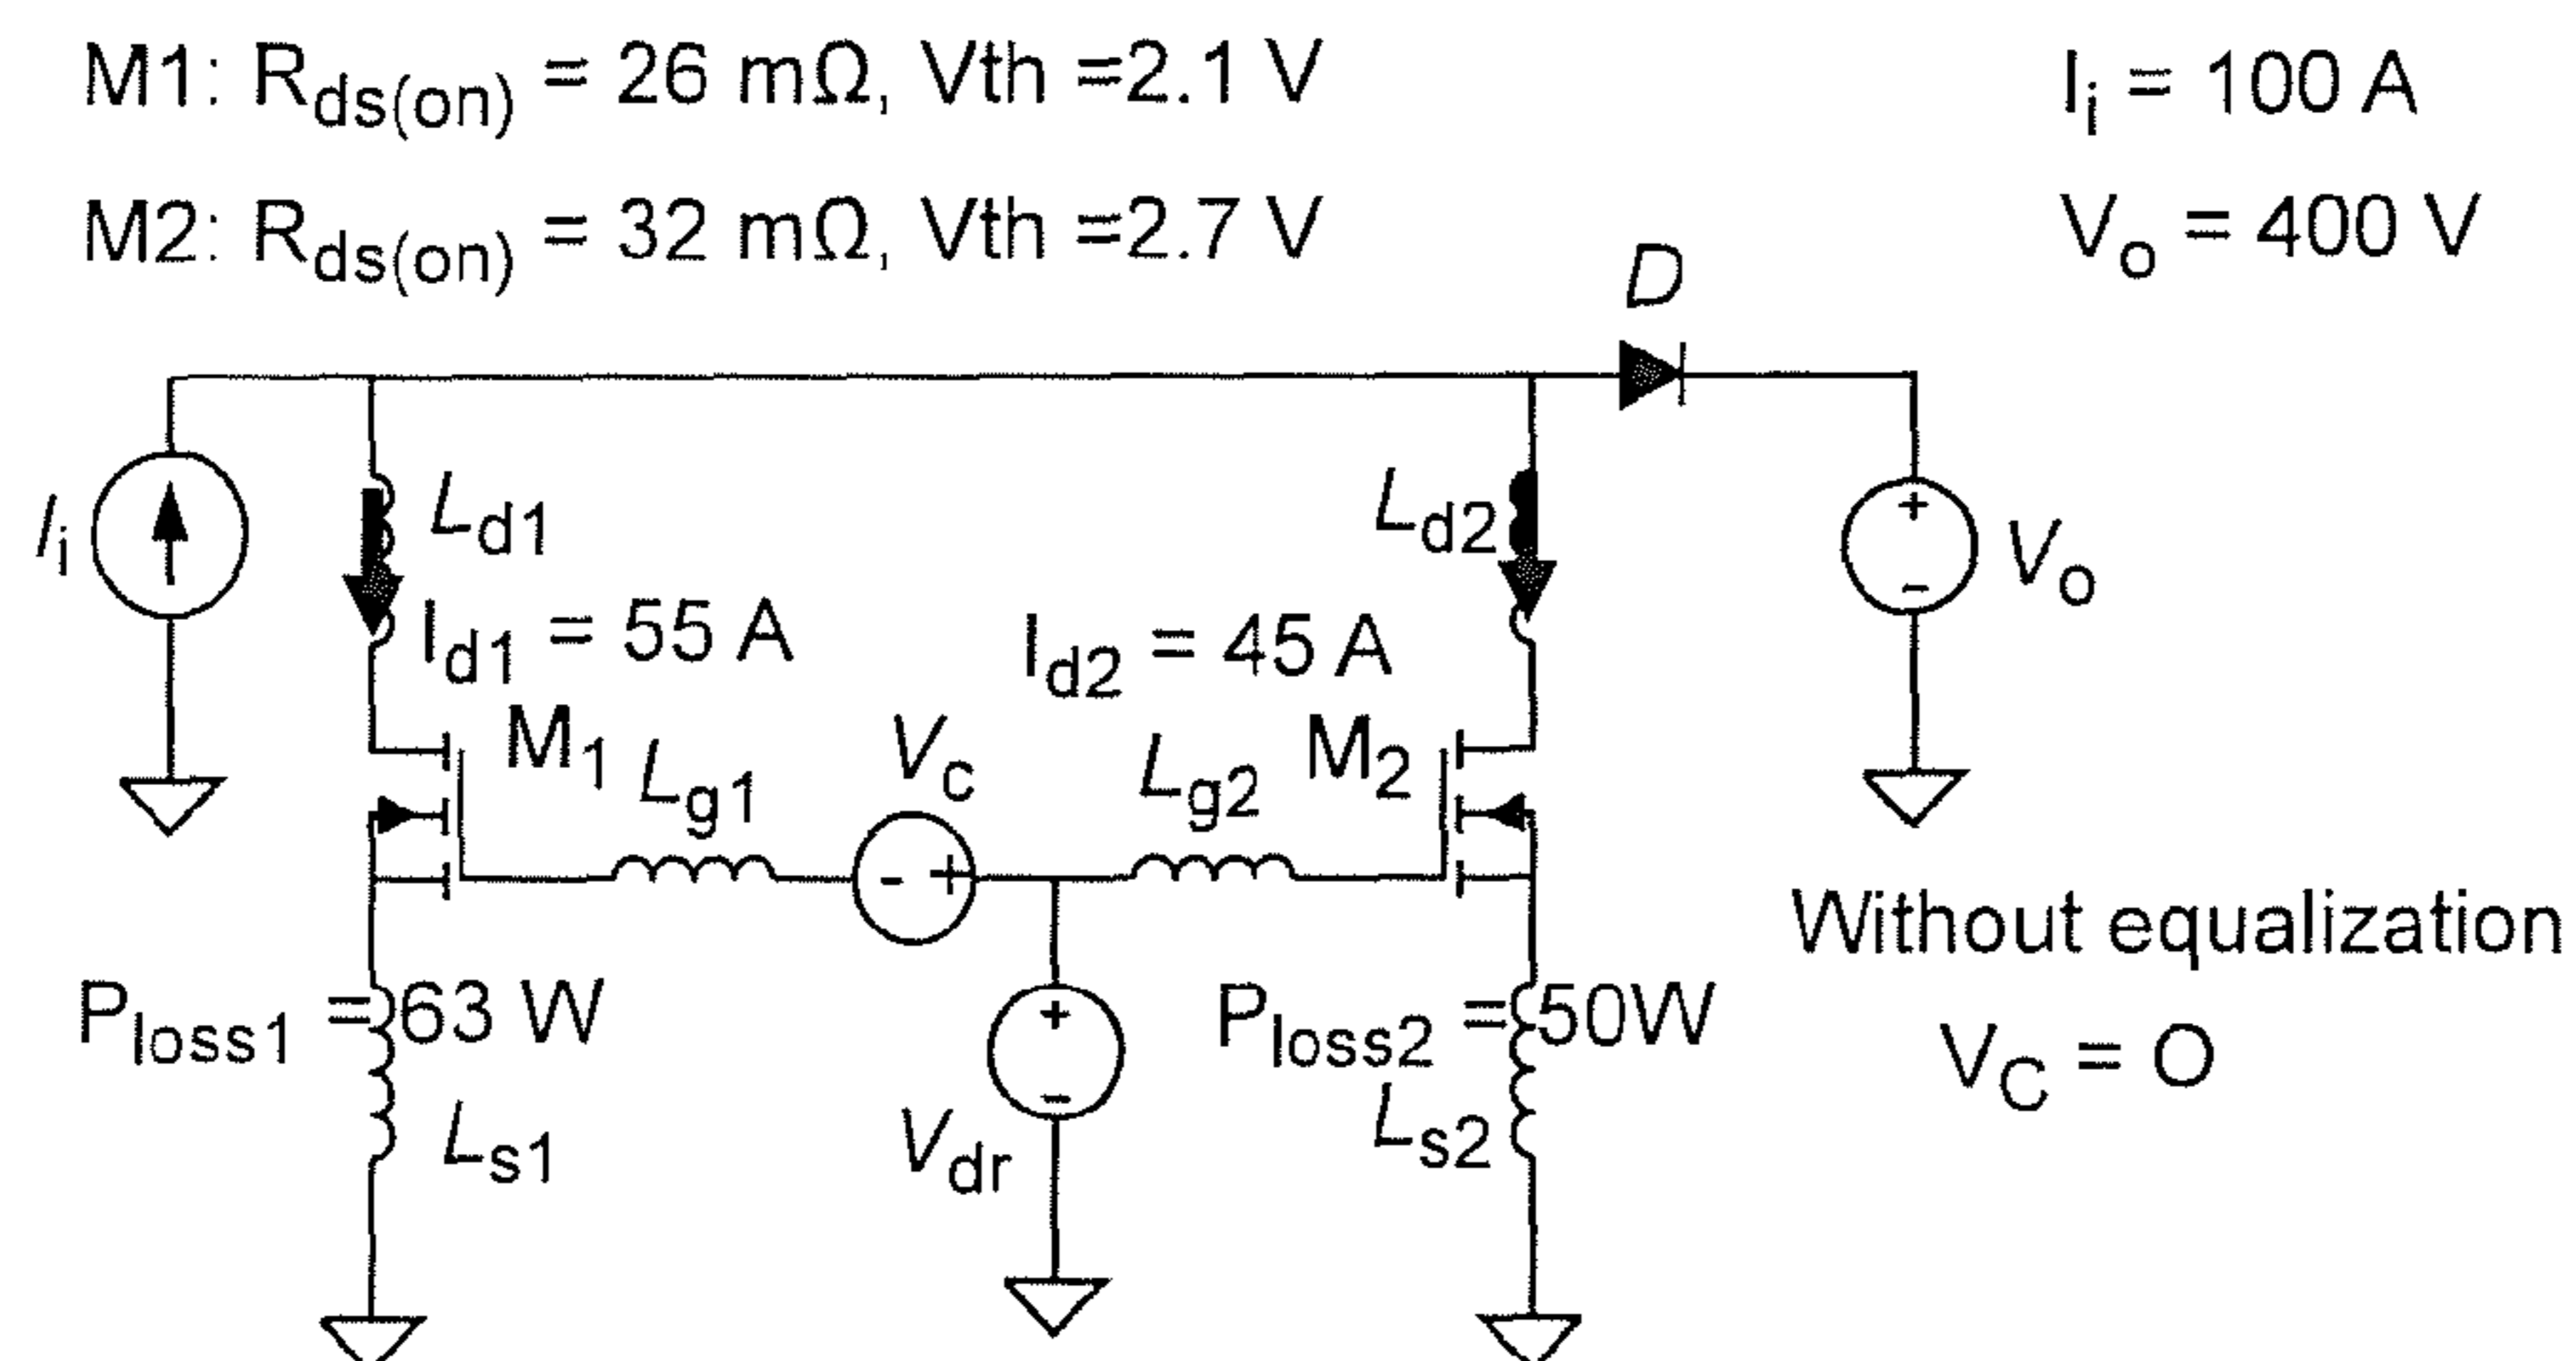 M1: Rds(on) = 26 mΩ, Vth =2.1 V
Ii = 100 A
M2: Rds(on) = 32 mΩ, Vth =2.7 V
Vo = 400 V
D
Ii
Ld1
Ld2
Vo
Id1 = 55 A
Id2 = 45 A
M1
Lg1
Vc
Lg2
M2
Without equalization
Ploss1 = 63 W
Ploss2 = 50W
VC = O
Vdr
Ls1
Ls2